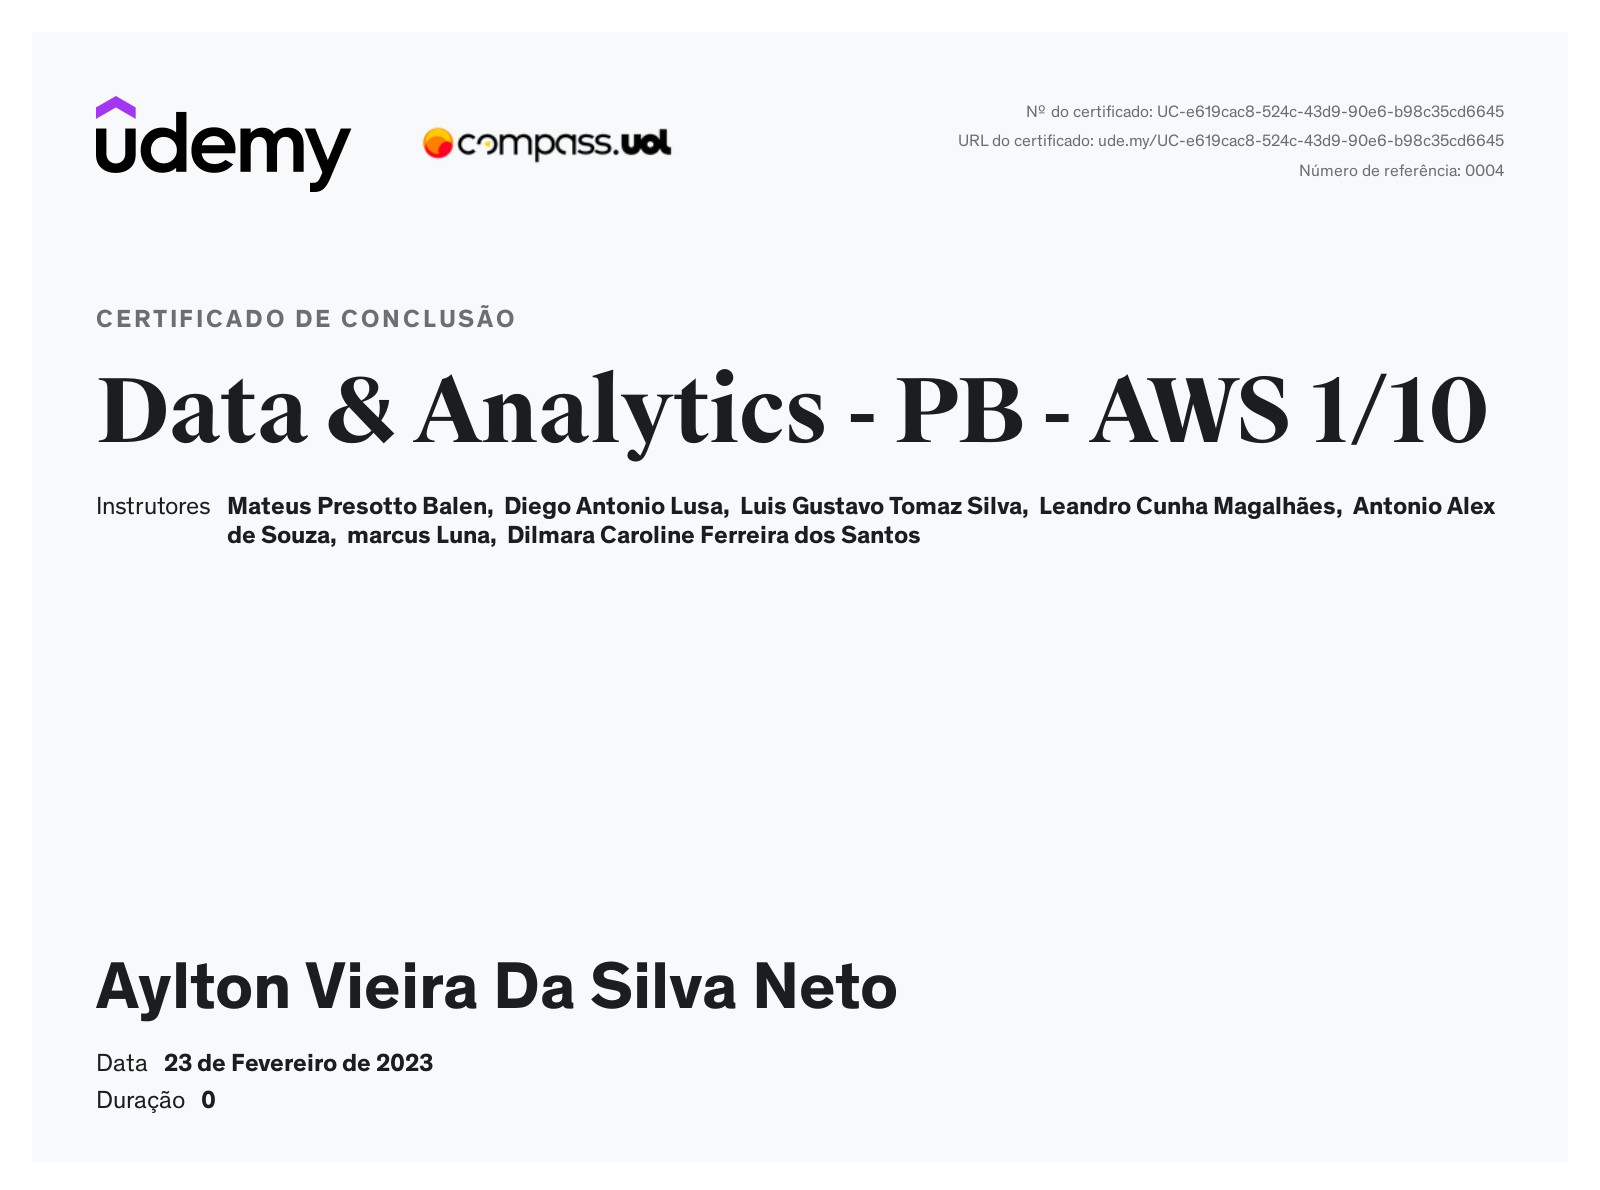 udemy
compass.uol
Nº do certificado: UC-e619cac8-524c-43d9-90e6-b98c35cd6645
URL do certificado: ude.my/UC-e619cac8-524c-43d9-90e6-b98c35cd6645
Número de referência: 0004
CERTIFICADO DE CONCLUSÃO
Data & Analytics - PB - AWS 1/10
Instrutores Mateus Presotto Balen, Diego Antonio Lusa, Luis Gustavo Tomaz Silva, Leandro Cunha Magalhães, Antonio Alex
de Souza, marcus Luna, Dilmara Caroline Ferreira dos Santos
Aylton Vieira Da Silva Neto
Data 23 de Fevereiro de 2023
Duração 0